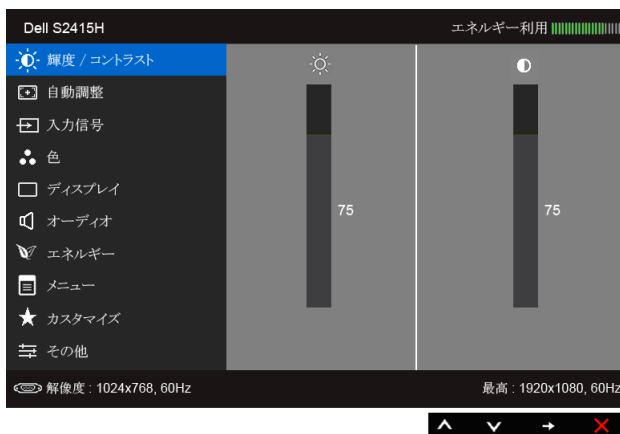 Dell S2415H
エネルギー利用
輝度 / コントラスト
自動調整
入力信号
色
ディスプレイ
オーディオ
エネルギー
メニュー
カスタマイズ
その他
75
75
解像度 : 1024x768, 60Hz
最高 : 1920x1080, 60Hz